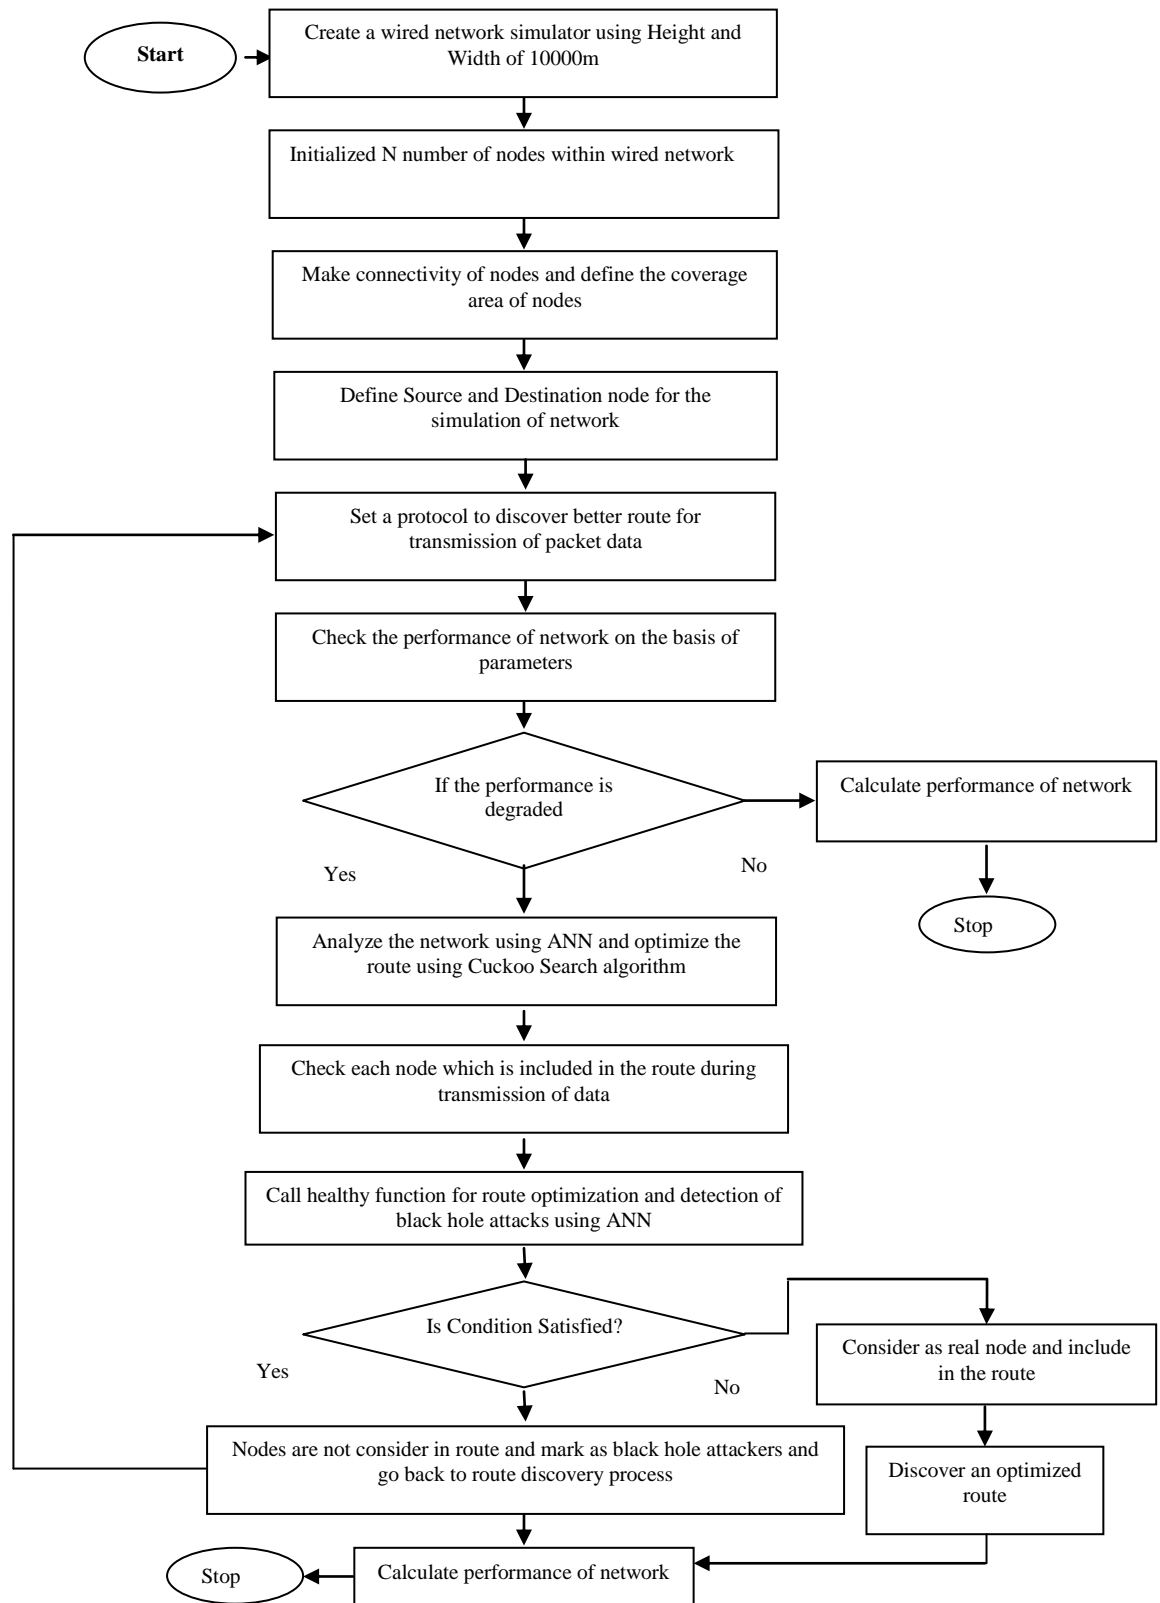 Start
Create a wired network simulator using Height and
Width of 10000m
Initialized N number of nodes within wired network
Make connectivity of nodes and define the coverage
area of nodes
Define Source and Destination node for the
simulation of network
Set a protocol to discover better route for
transmission of packet data
Check the performance of network on the basis of
parameters
If the performance is
degraded
Calculate performance of network
Yes
No
Stop
Analyze the network using ANN and optimize the
route using Cuckoo Search algorithm
Check each node which is included in the route during
transmission of data
Call healthy function for route optimization and detection of
black hole attacks using ANN
Is Condition Satisfied?
Consider as real node and include
in the route
Yes
No
Nodes are not consider in route and mark as black hole attackers and
go back to route discovery process
Discover an optimized
route
Stop
Calculate performance of network